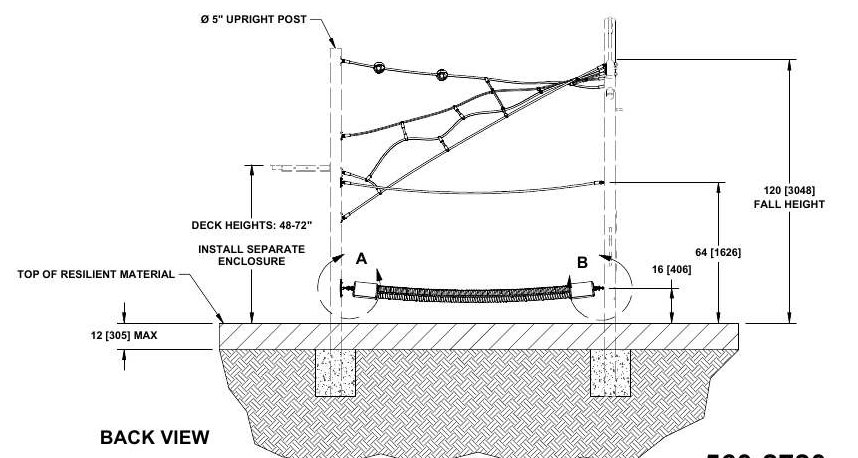 Ø 5" UPRIGHT POST
120 [3048]
FALL HEIGHT
DECK HEIGHTS: 48-72"
INSTALL SEPARATE
ENCLOSURE
64 [1626]
A
B
16 [406]
TOP OF RESILIENT MATERIAL
12 [305] MAX
BACK VIEW